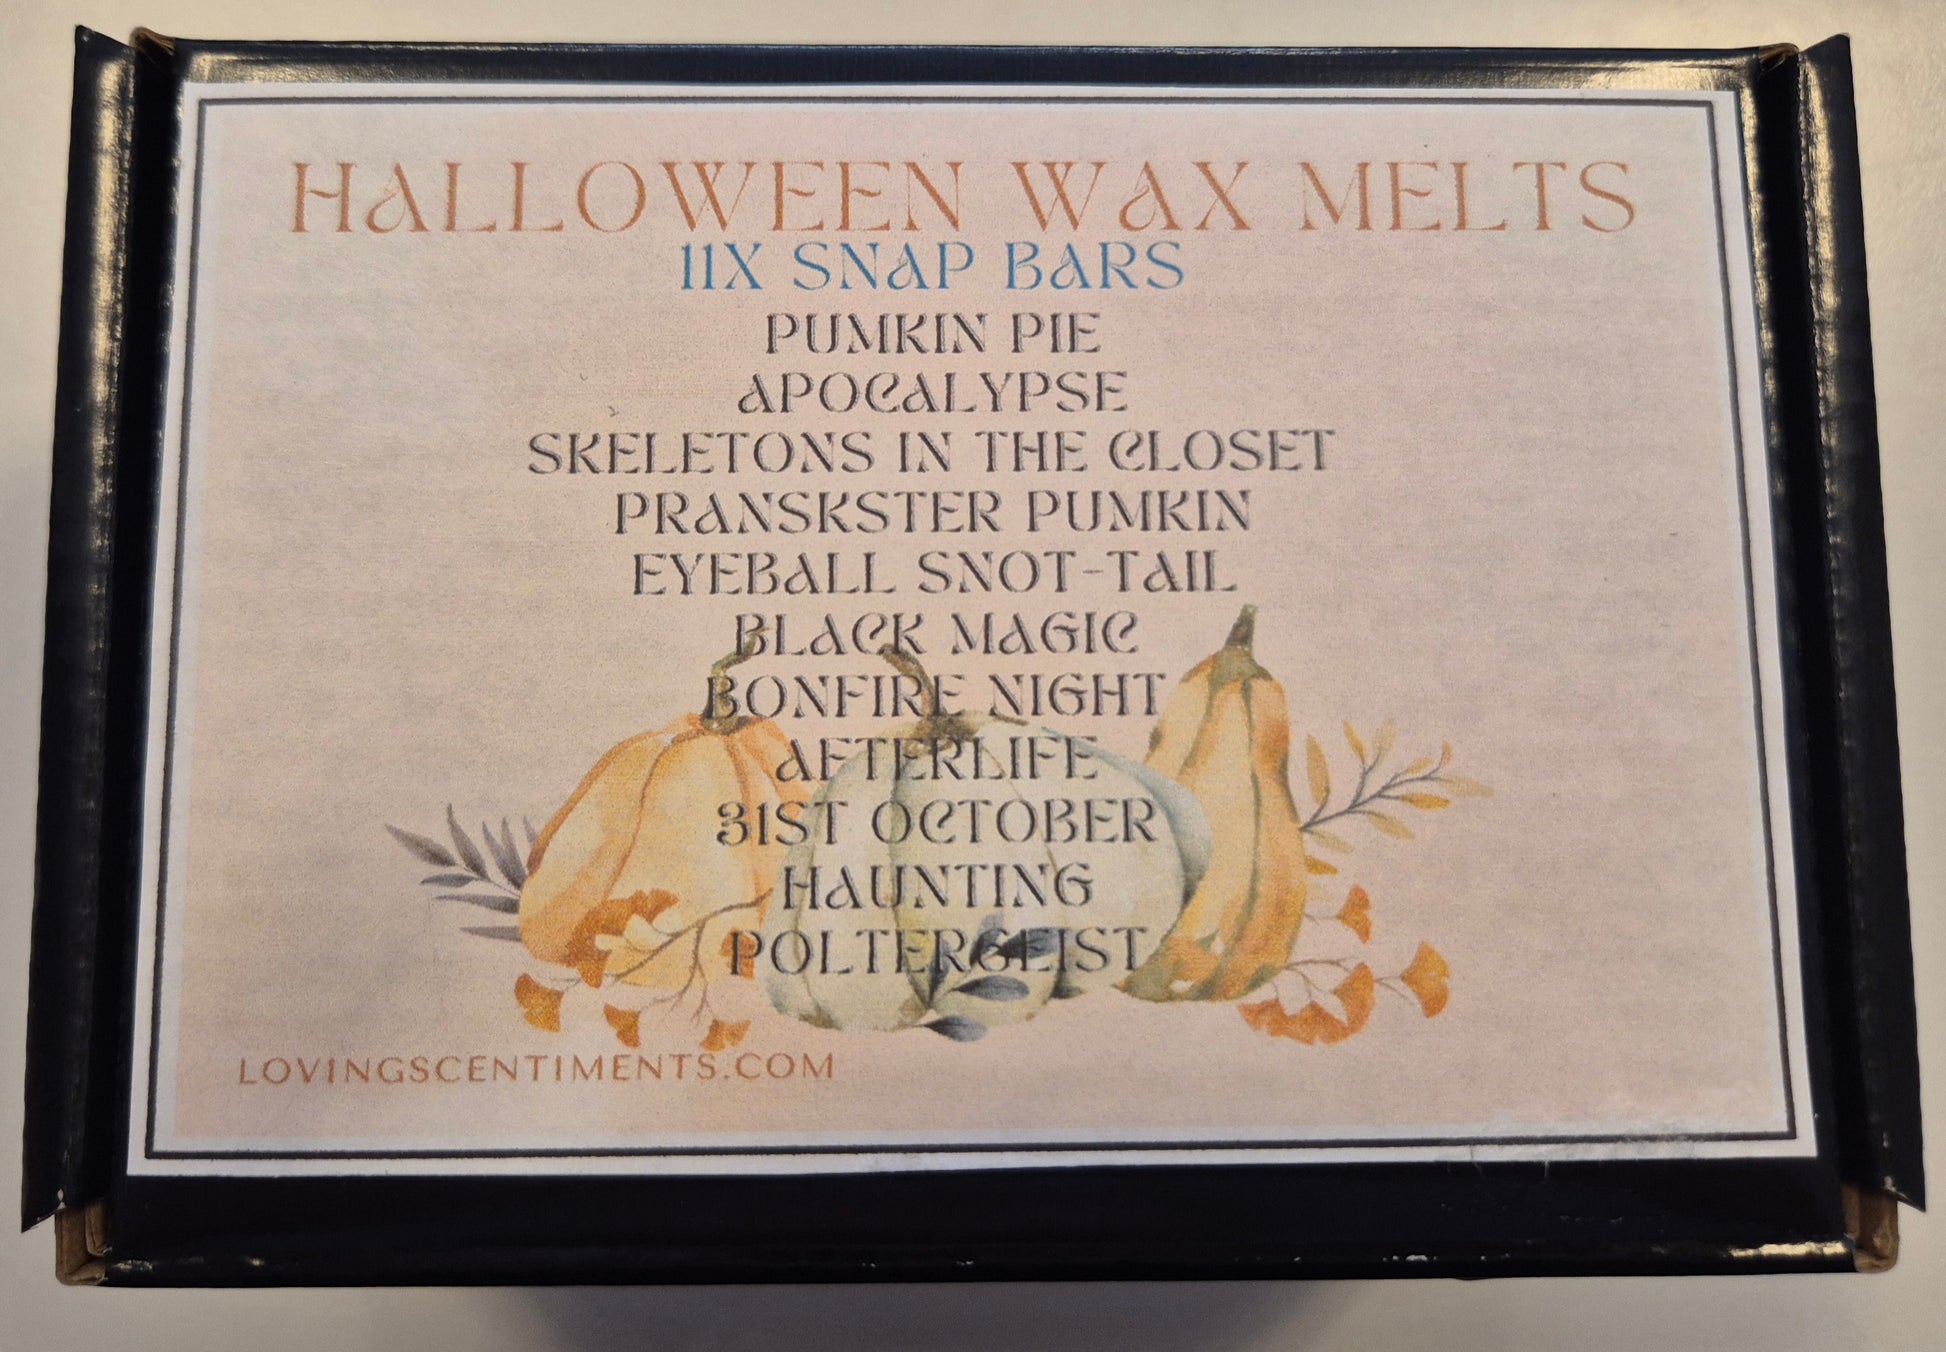 HALLOWEEN WAX MELTS
11X SNAP BARS
PUMKIN PIE
APOCALYPSE
SKELETONS IN THE CLOSET
PRANSKSTER PUMKIN
EYEBALL SNOT-TAIL
BLACK MAGIC
BONFIRE NIGHT
AFTERLIFE
31ST OCTOBER
HAUNTING
POLTERGEIST
LOVINGSCENTIMENTS.COM